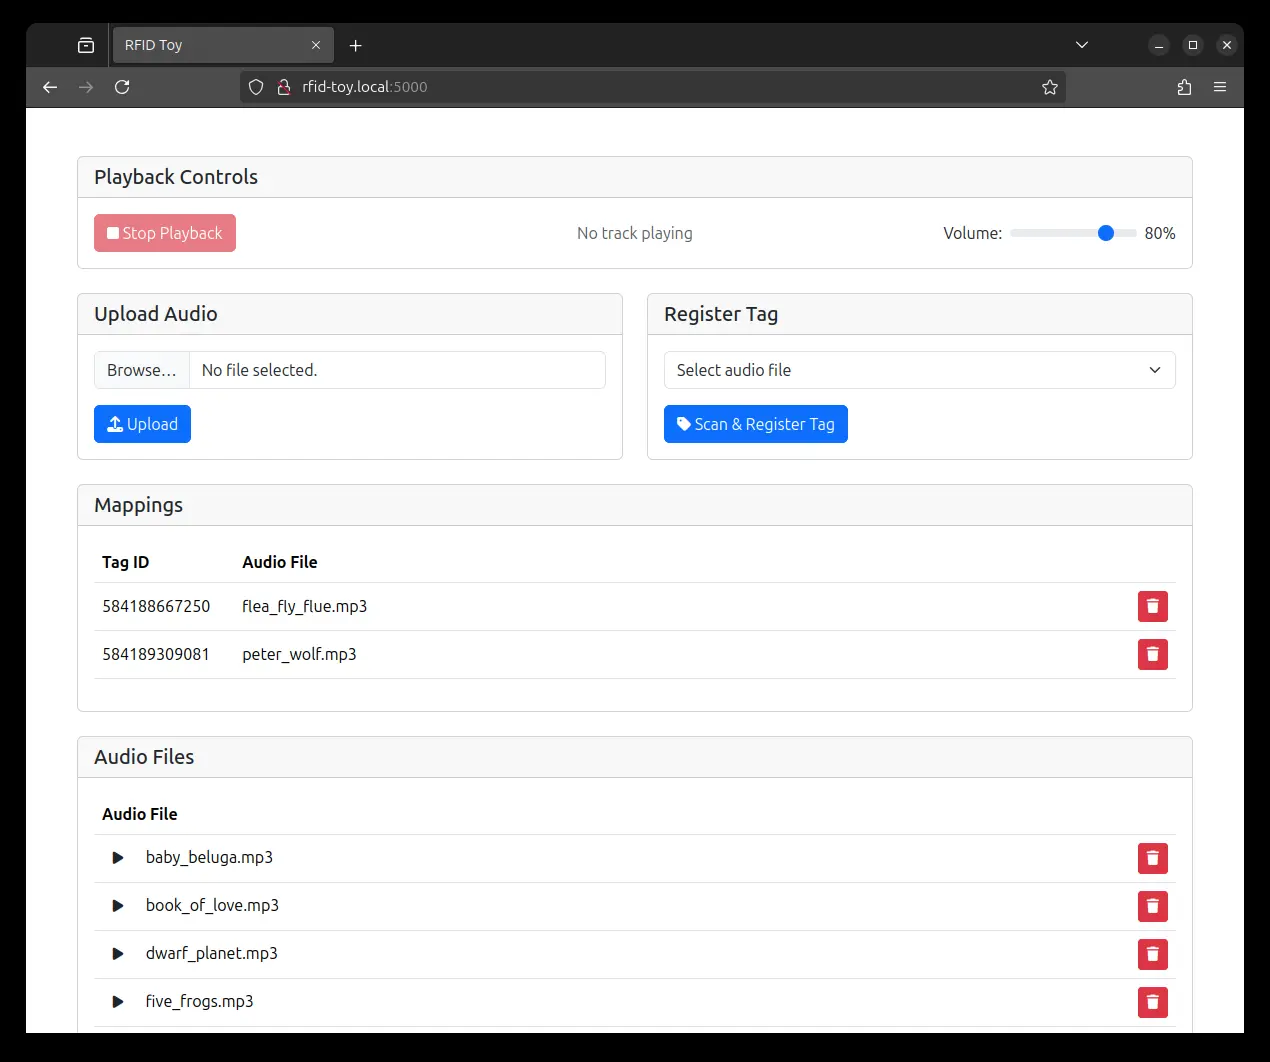 RFID Toy
rfid-toy.local:5000
Playback Controls
Stop Playback
No track playing
Volume: 80%
Upload Audio
Browse... No file selected.
Upload
Register Tag
Select audio file
Scan & Register Tag
Mappings
Tag ID Audio File
584188667250 flea_fly_flue.mp3
584189309081 peter_wolf.mp3
Audio Files
Audio File
baby_beluga.mp3
book_of_love.mp3
dwarf_planet.mp3
five_frogs.mp3